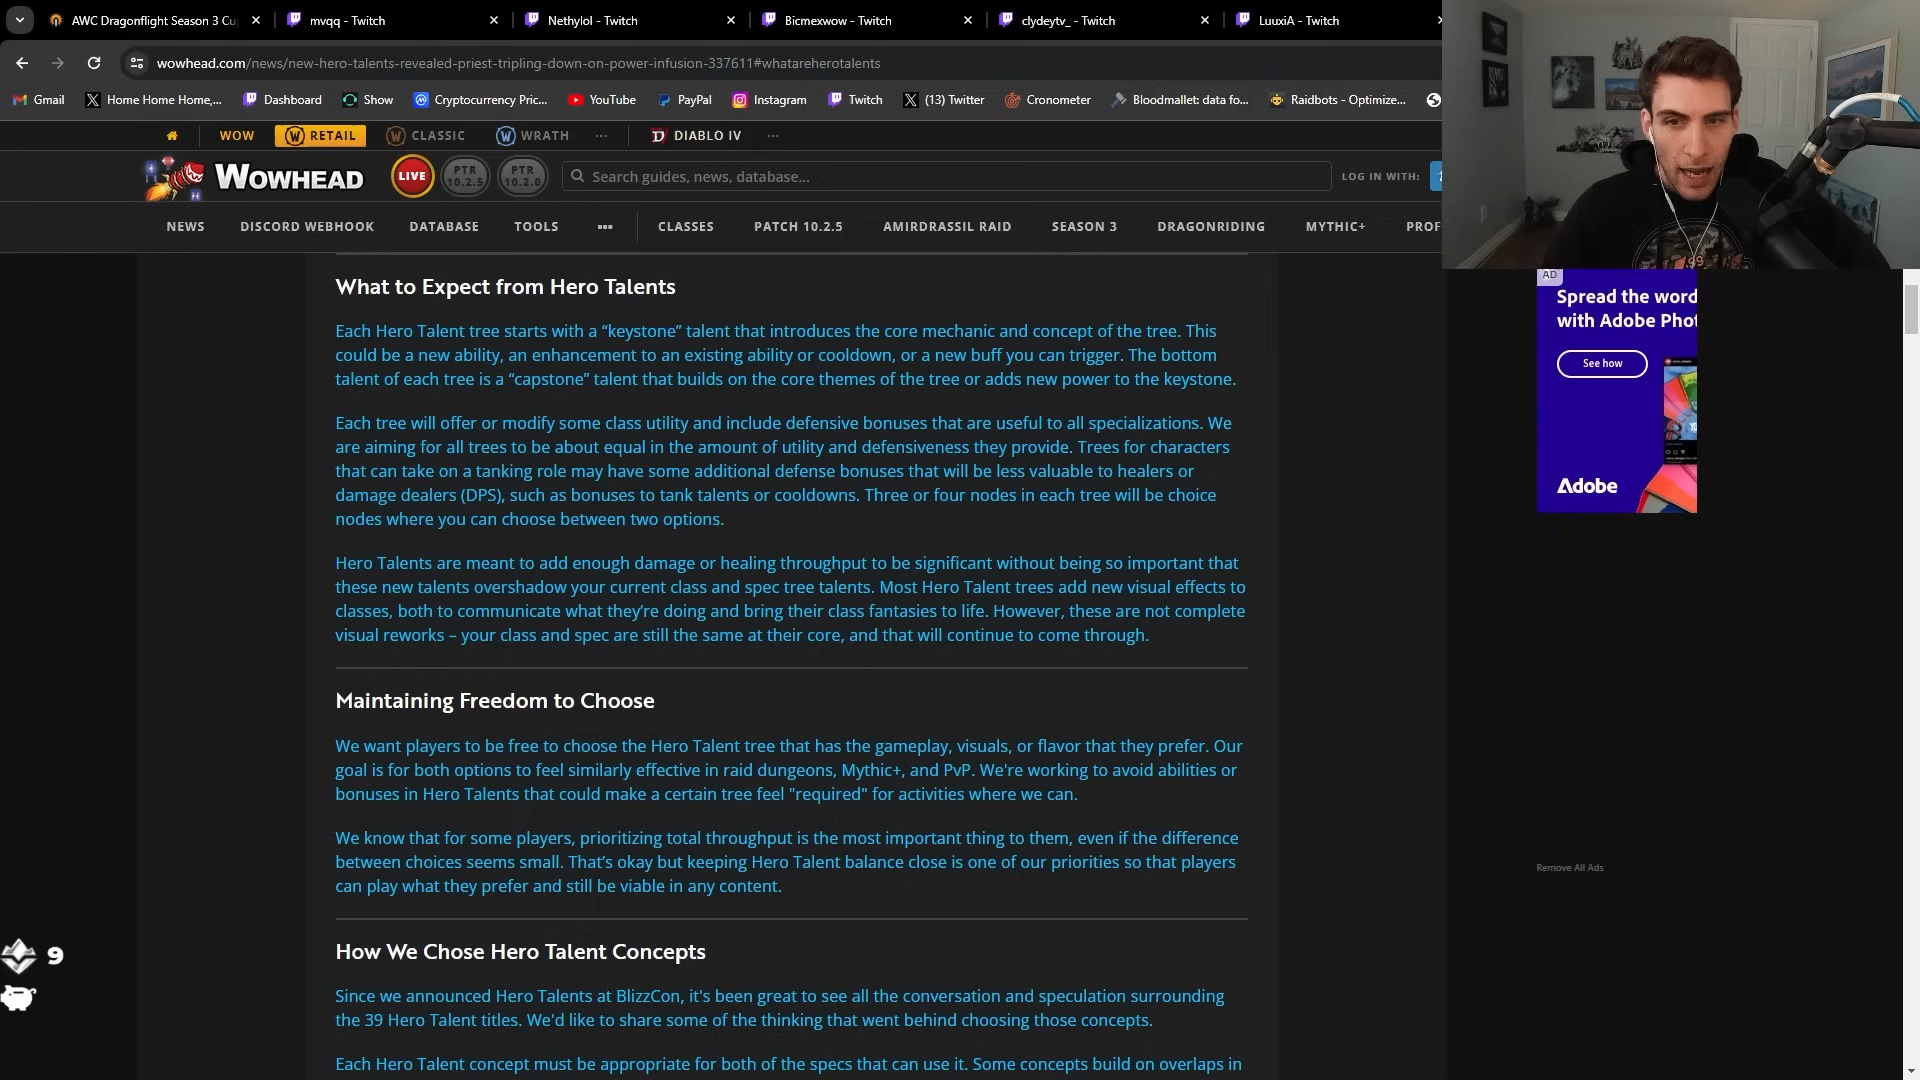 AWC Dragonflight Season 3 Cu
mvqq - Twitch
Nethylol - Twitch
Bicmexwow - Twitch
clydeytv_ - Twitch
LuuxiA - Twitch
wowhead.com/news/new-hero-talents-revealed-priest-tripling-down-on-power-infusion-337611#whatareherotalents
Gmail
Home Home Home,...
Dashboard
Show
Cryptocurrency Pric...
YouTube
PayPal
Instagram
Twitch
(13) Twitter
Cronometer
Bloodmallet: data fo...
Raidbots - Optimize...
WOW
RETAIL
CLASSIC
WRATH
...
DIABLO IV
...
WOWHEAD
LIVE
PTR
10.2.5
PTR
10.2.0
Search guides, news, database...
LOG IN WITH:
NEWS
DISCORD WEBHOOK
DATABASE
TOOLS
...
CLASSES
PATCH 10.2.5
AMIRDRASSIL RAID
SEASON 3
DRAGONRIDING
MYTHIC+
PROF
What to Expect from Hero Talents
Each Hero Talent tree starts with a “keystone” talent that introduces the core mechanic and concept of the tree. This
could be a new ability, an enhancement to an existing ability or cooldown, or a new buff you can trigger. The bottom
talent of each tree is a “capstone” talent that builds on the core themes of the tree or adds new power to the keystone.
Each tree will offer or modify some class utility and include defensive bonuses that are useful to all specializations. We
are aiming for all trees to be about equal in the amount of utility and defensiveness they provide. Trees for characters
that can take on a tanking role may have some additional defense bonuses that will be less valuable to healers or
damage dealers (DPS), such as bonuses to tank talents or cooldowns. Three or four nodes in each tree will be choice
nodes where you can choose between two options.
Hero Talents are meant to add enough damage or healing throughput to be significant without being so important that
these new talents overshadow your current class and spec tree talents. Most Hero Talent trees add new visual effects to
classes, both to communicate what they’re doing and bring their class fantasies to life. However, these are not complete
visual reworks – your class and spec are still the same at their core, and that will continue to come through.
Maintaining Freedom to Choose
We want players to be free to choose the Hero Talent tree that has the gameplay, visuals, or flavor that they prefer. Our
goal is for both options to feel similarly effective in raid dungeons, Mythic+, and PvP. We're working to avoid abilities or
bonuses in Hero Talents that could make a certain tree feel "required" for activities where we can.
We know that for some players, prioritizing total throughput is the most important thing to them, even if the difference
between choices seems small. That’s okay but keeping Hero Talent balance close is one of our priorities so that players
can play what they prefer and still be viable in any content.
How We Chose Hero Talent Concepts
Since we announced Hero Talents at BlizzCon, it's been great to see all the conversation and speculation surrounding
the 39 Hero Talent titles. We'd like to share some of the thinking that went behind choosing those concepts.
Each Hero Talent concept must be appropriate for both of the specs that can use it. Some concepts build on overlaps in
AD
Spread the word
with Adobe Phot
See how
Adobe
Remove All Ads
9
99